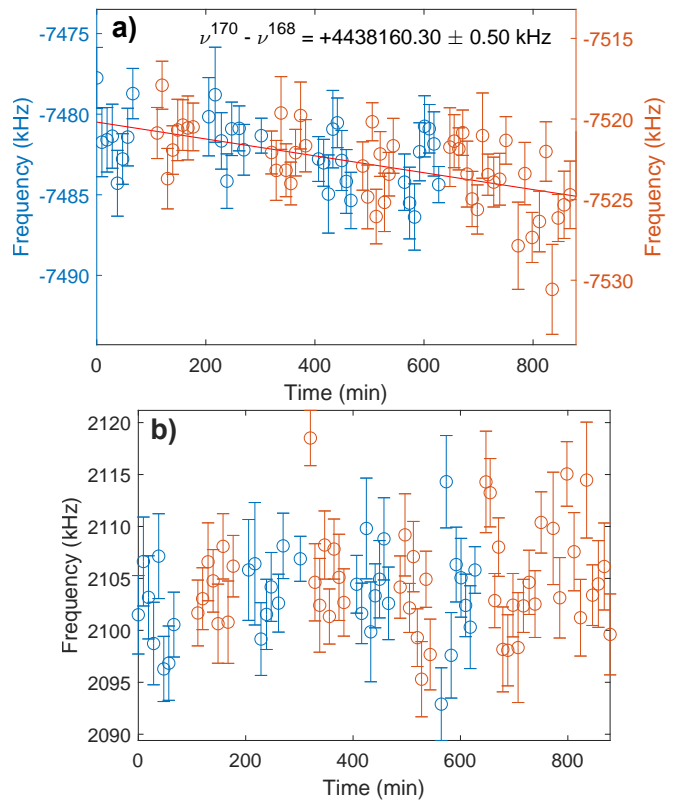 a)
ν^170 - ν^168 = +4438160.30 ± 0.50 kHz
-7475
-7480
-7485
-7490
Frequency (kHz)
-7515
-7520
-7525
-7530
Frequency (kHz)
0 200 400 600 800
Time (min)
b)
2120
2115
2110
2105
2100
2095
2090
Frequency (kHz)
0 200 400 600 800
Time (min)